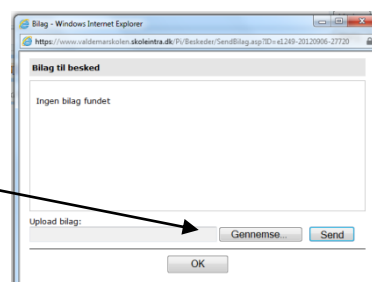 Bilag - Windows Internet Explorer
https://www.valdemarskolen.skoleintra.dk/Pi/Beskeder/SendBilag.asp?ID=e1249-20120906-27720
Bilag til besked
Ingen bilag fundet
Upload bilag:
Gennemse...
Send
OK